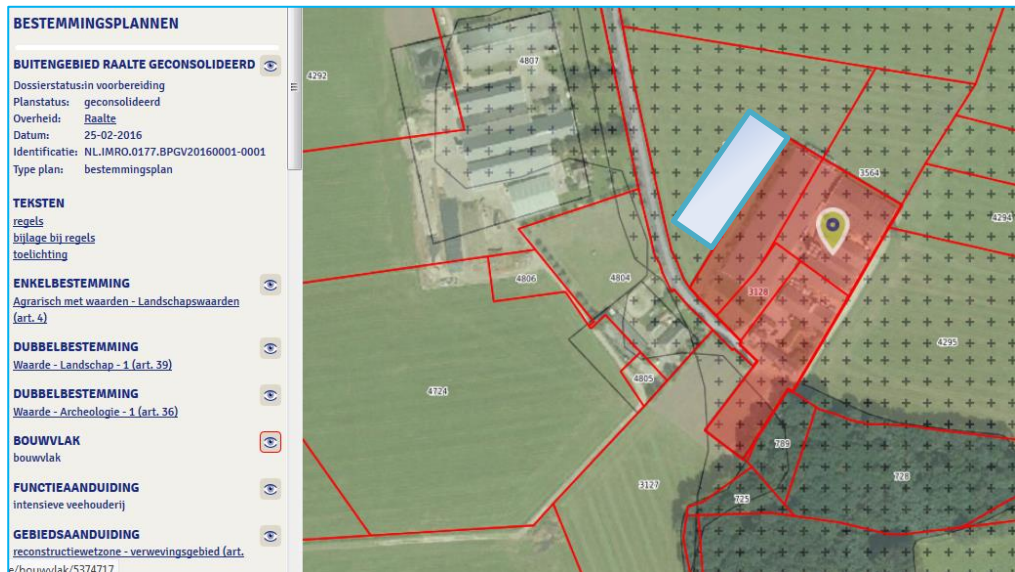 BESTEMMINGSPLANNEN
BUITENGEBIED RAALTE GECONSOLIDEERD
Dossierstatus:in voorbereiding
Planstatus: geconsolideerd
Overheid: Raalte
Datum: 25-02-2016
Identificatie: NL.IMRO.0177.BPGV20160001-0001
Type plan: bestemmingsplan
TEKSTEN
regels
bijlage bij regels
toelichting
ENKELBESTEMMING
Agrarisch met waarden - Landschapswaarden
(art. 4)
DUBBELBESTEMMING
Waarde - Landschap - 1 (art. 39)
DUBBELBESTEMMING
Waarde - Archeologie - 1 (art. 36)
BOUWVLAK
bouwvlak
FUNCTIEAANDUIDING
intensieve veehouderij
GEBIEDSAANDUIDING
reconstructiewetzone - verwevingsgebied (art.
e/bouwvlak/5374717
4292
4807
3564
4294
4806
4804
3128
4295
4805
4724
789
728
3127
725